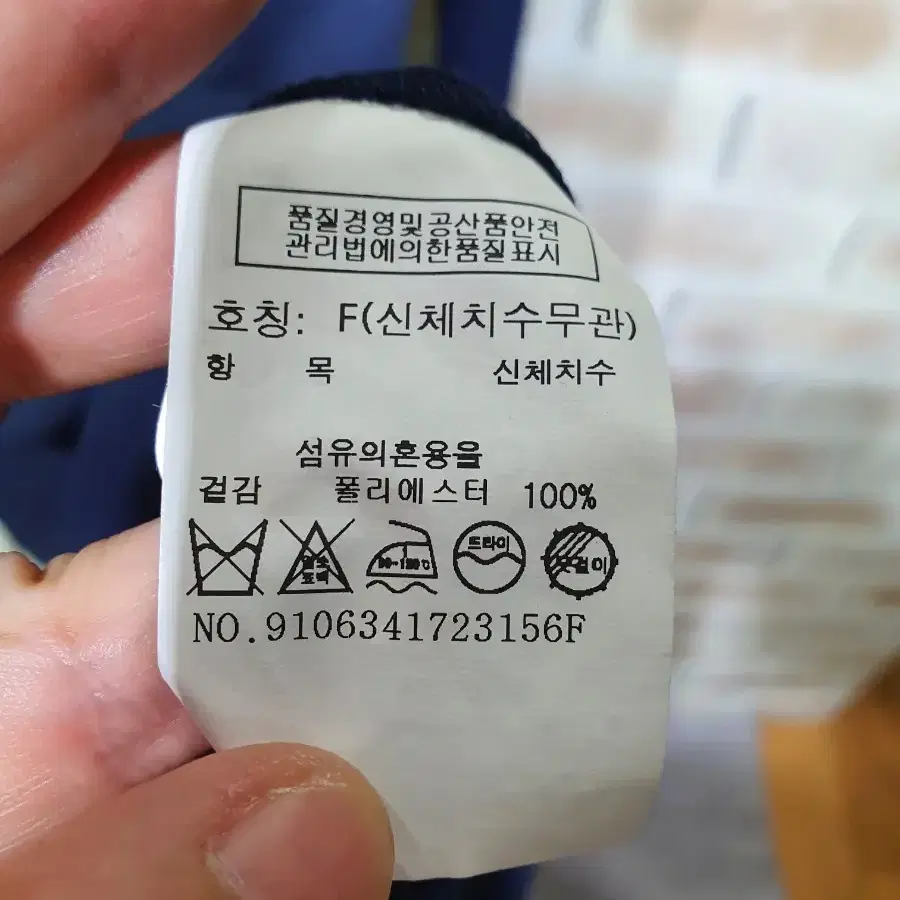 품질경영및공산품안전
관리법에의한품질표시
호칭: F(신체치수무관)
항 목 신체치수
섬유의혼용율
겉감 폴리에스터 100%
드라이
NO.9106341723156F